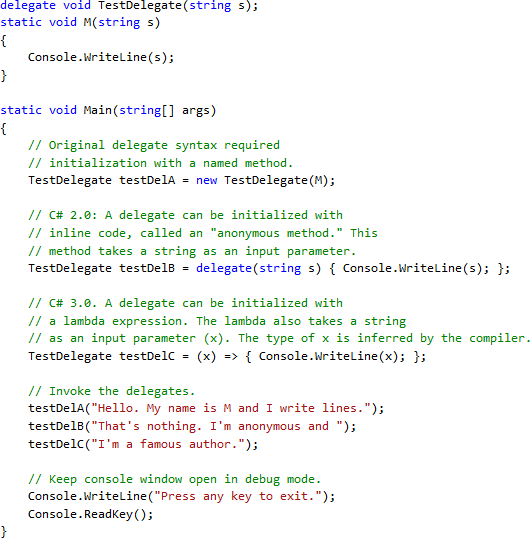 delegate void TestDelegate(string s);
static void M(string s)
{
    Console.WriteLine(s);
}

static void Main(string[] args)
{
    // Original delegate syntax required
    // initialization with a named method.
    TestDelegate testDelA = new TestDelegate(M);

    // C# 2.0: A delegate can be initialized with
    // inline code, called an "anonymous method." This
    // method takes a string as an input parameter.
    TestDelegate testDelB = delegate(string s) { Console.WriteLine(s); };

    // C# 3.0. A delegate can be initialized with
    // a lambda expression. The lambda also takes a string
    // as an input parameter (x). The type of x is inferred by the compiler.
    TestDelegate testDelC = (x) => { Console.WriteLine(x); };

    // Invoke the delegates.
    testDelA("Hello. My name is M and I write lines.");
    testDelB("That's nothing. I'm anonymous and ");
    testDelC("I'm a famous author.");

    // Keep console window open in debug mode.
    Console.WriteLine("Press any key to exit.");
    Console.ReadKey();
}